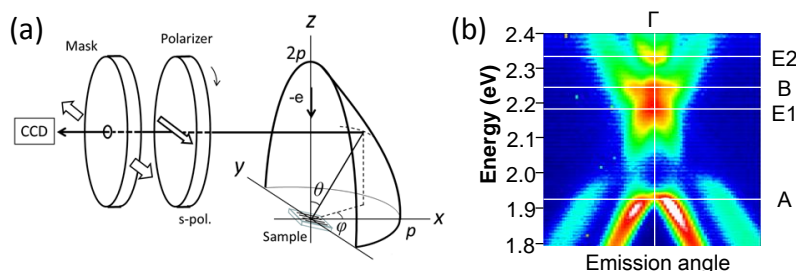 (a)
Mask
Polarizer
CCD
s-pol.
z
2p
-e
y
θ
φ
x
p
Sample
(b)
Γ
Energy (eV)
2.4
2.3
2.2
2.1
2.0
1.9
1.8
E2
B
E1
A
Emission angle